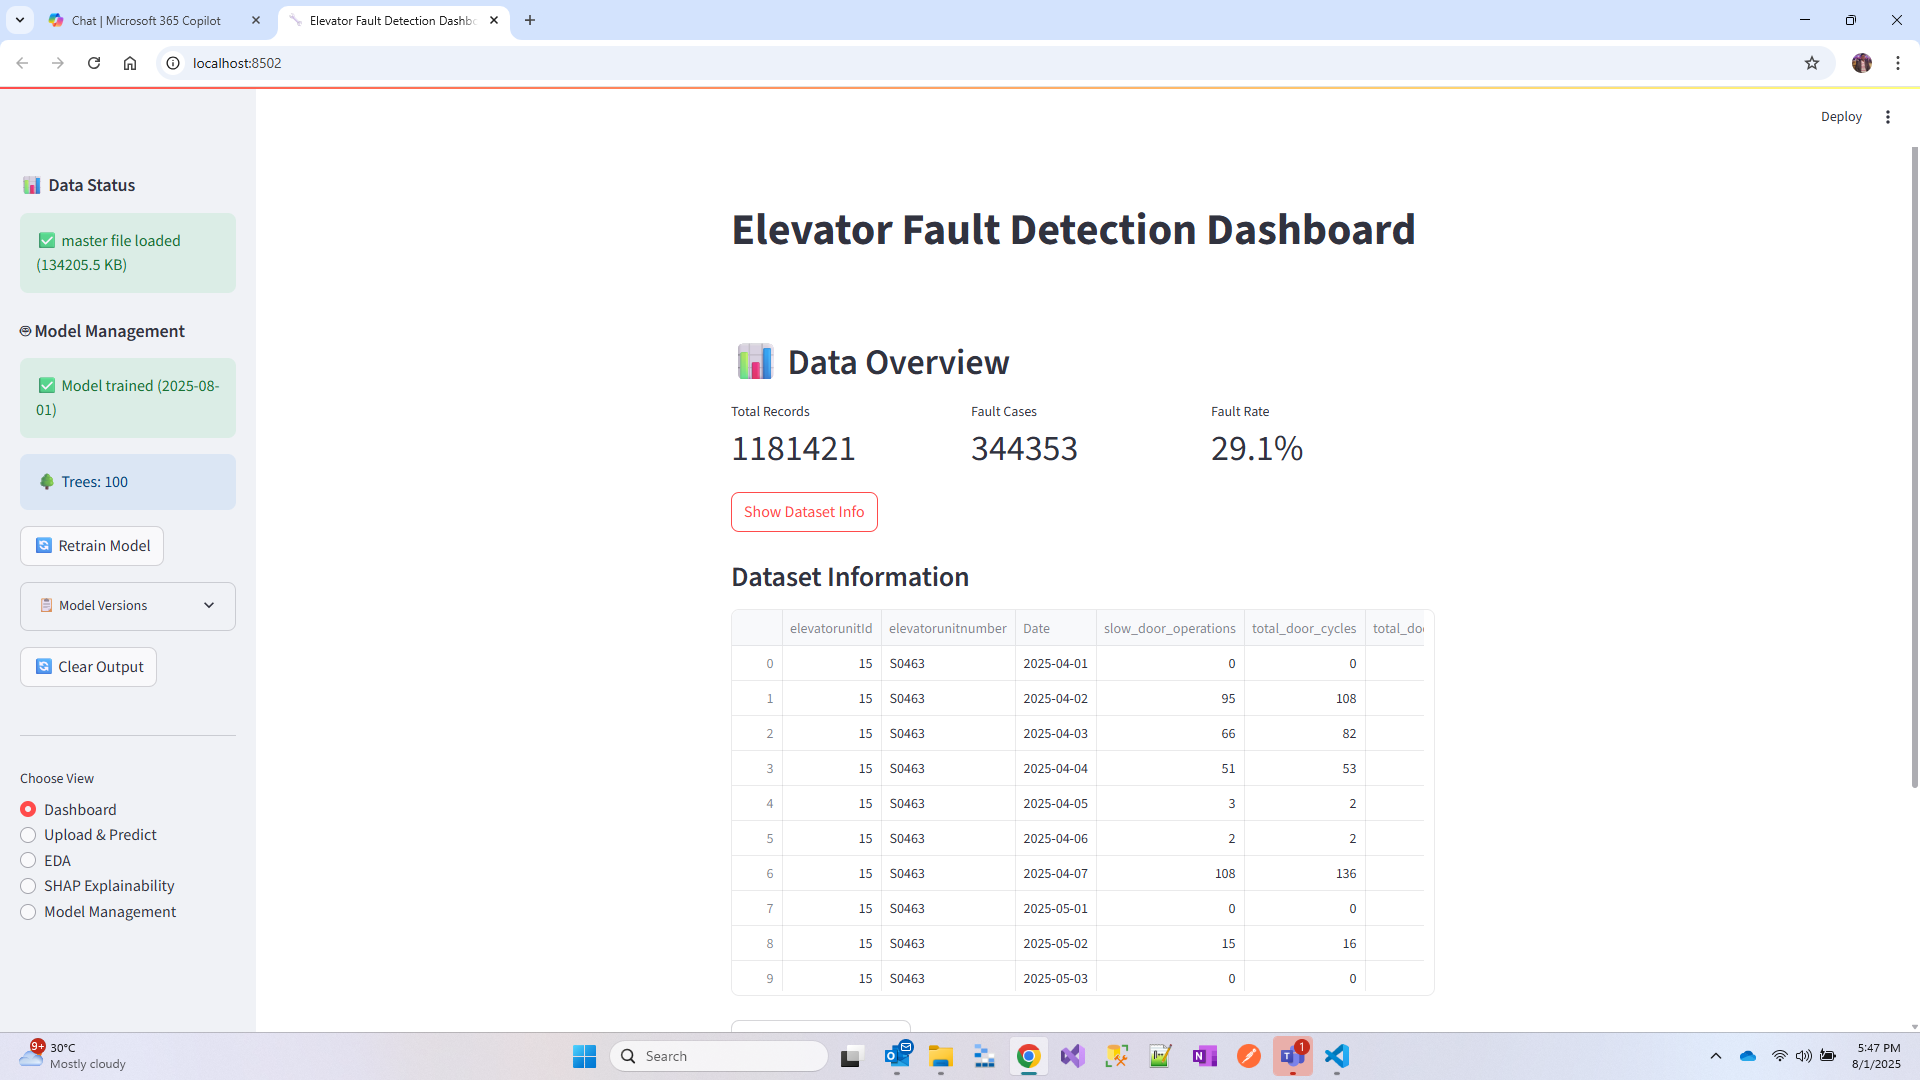 Chat | Microsoft 365 Copilot
Elevator Fault Detection Dashbo
localhost:8502
Deploy
Data Status
master file loaded
(134205.5 KB)
Model Management
Model trained (2025-08-
01)
Trees: 100
Retrain Model
Model Versions
Clear Output
Choose View
Dashboard
Upload & Predict
EDA
SHAP Explainability
Model Management
Elevator Fault Detection Dashboard
Data Overview
Total Records Fault Cases Fault Rate
1181421 344353 29.1%
Show Dataset Info
Dataset Information
elevatorunitId elevatorunitnumber Date slow_door_operations total_door_cycles total_doo
0 15 S0463 2025-04-01 0 0
1 15 S0463 2025-04-02 95 108
2 15 S0463 2025-04-03 66 82
3 15 S0463 2025-04-04 51 53
4 15 S0463 2025-04-05 3 2
5 15 S0463 2025-04-06 2 2
6 15 S0463 2025-04-07 108 136
7 15 S0463 2025-05-01 0 0
8 15 S0463 2025-05-02 15 16
9 15 S0463 2025-05-03 0 0
9+
30°C
Mostly cloudy
Search
1
5:47 PM
8/1/2025